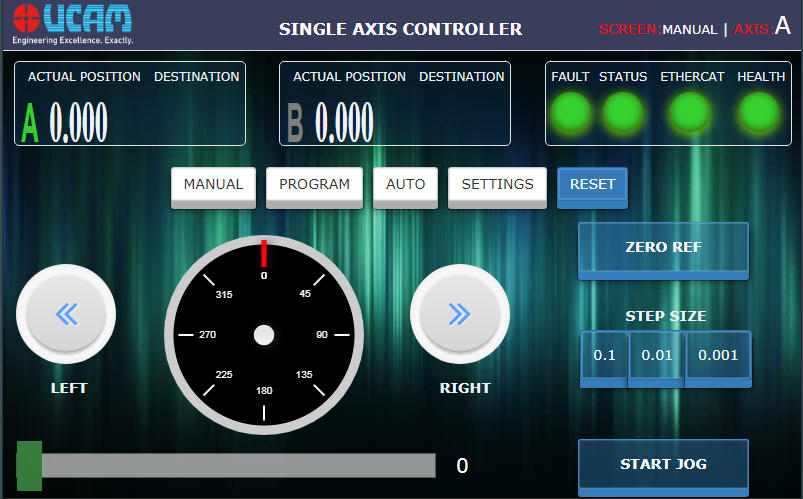 UCAM
Engineering Excellence. Exactly.
SINGLE AXIS CONTROLLER
SCREEN:MANUAL | AXIS:A
ACTUAL POSITION DESTINATION
A 0.000
ACTUAL POSITION DESTINATION
B 0.000
FAULT STATUS ETHERCAT HEALTH
MANUAL PROGRAM AUTO SETTINGS RESET
0
45
90
135
180
225
270
315
LEFT
RIGHT
ZERO REF
STEP SIZE
0.1 0.01 0.001
0
START JOG